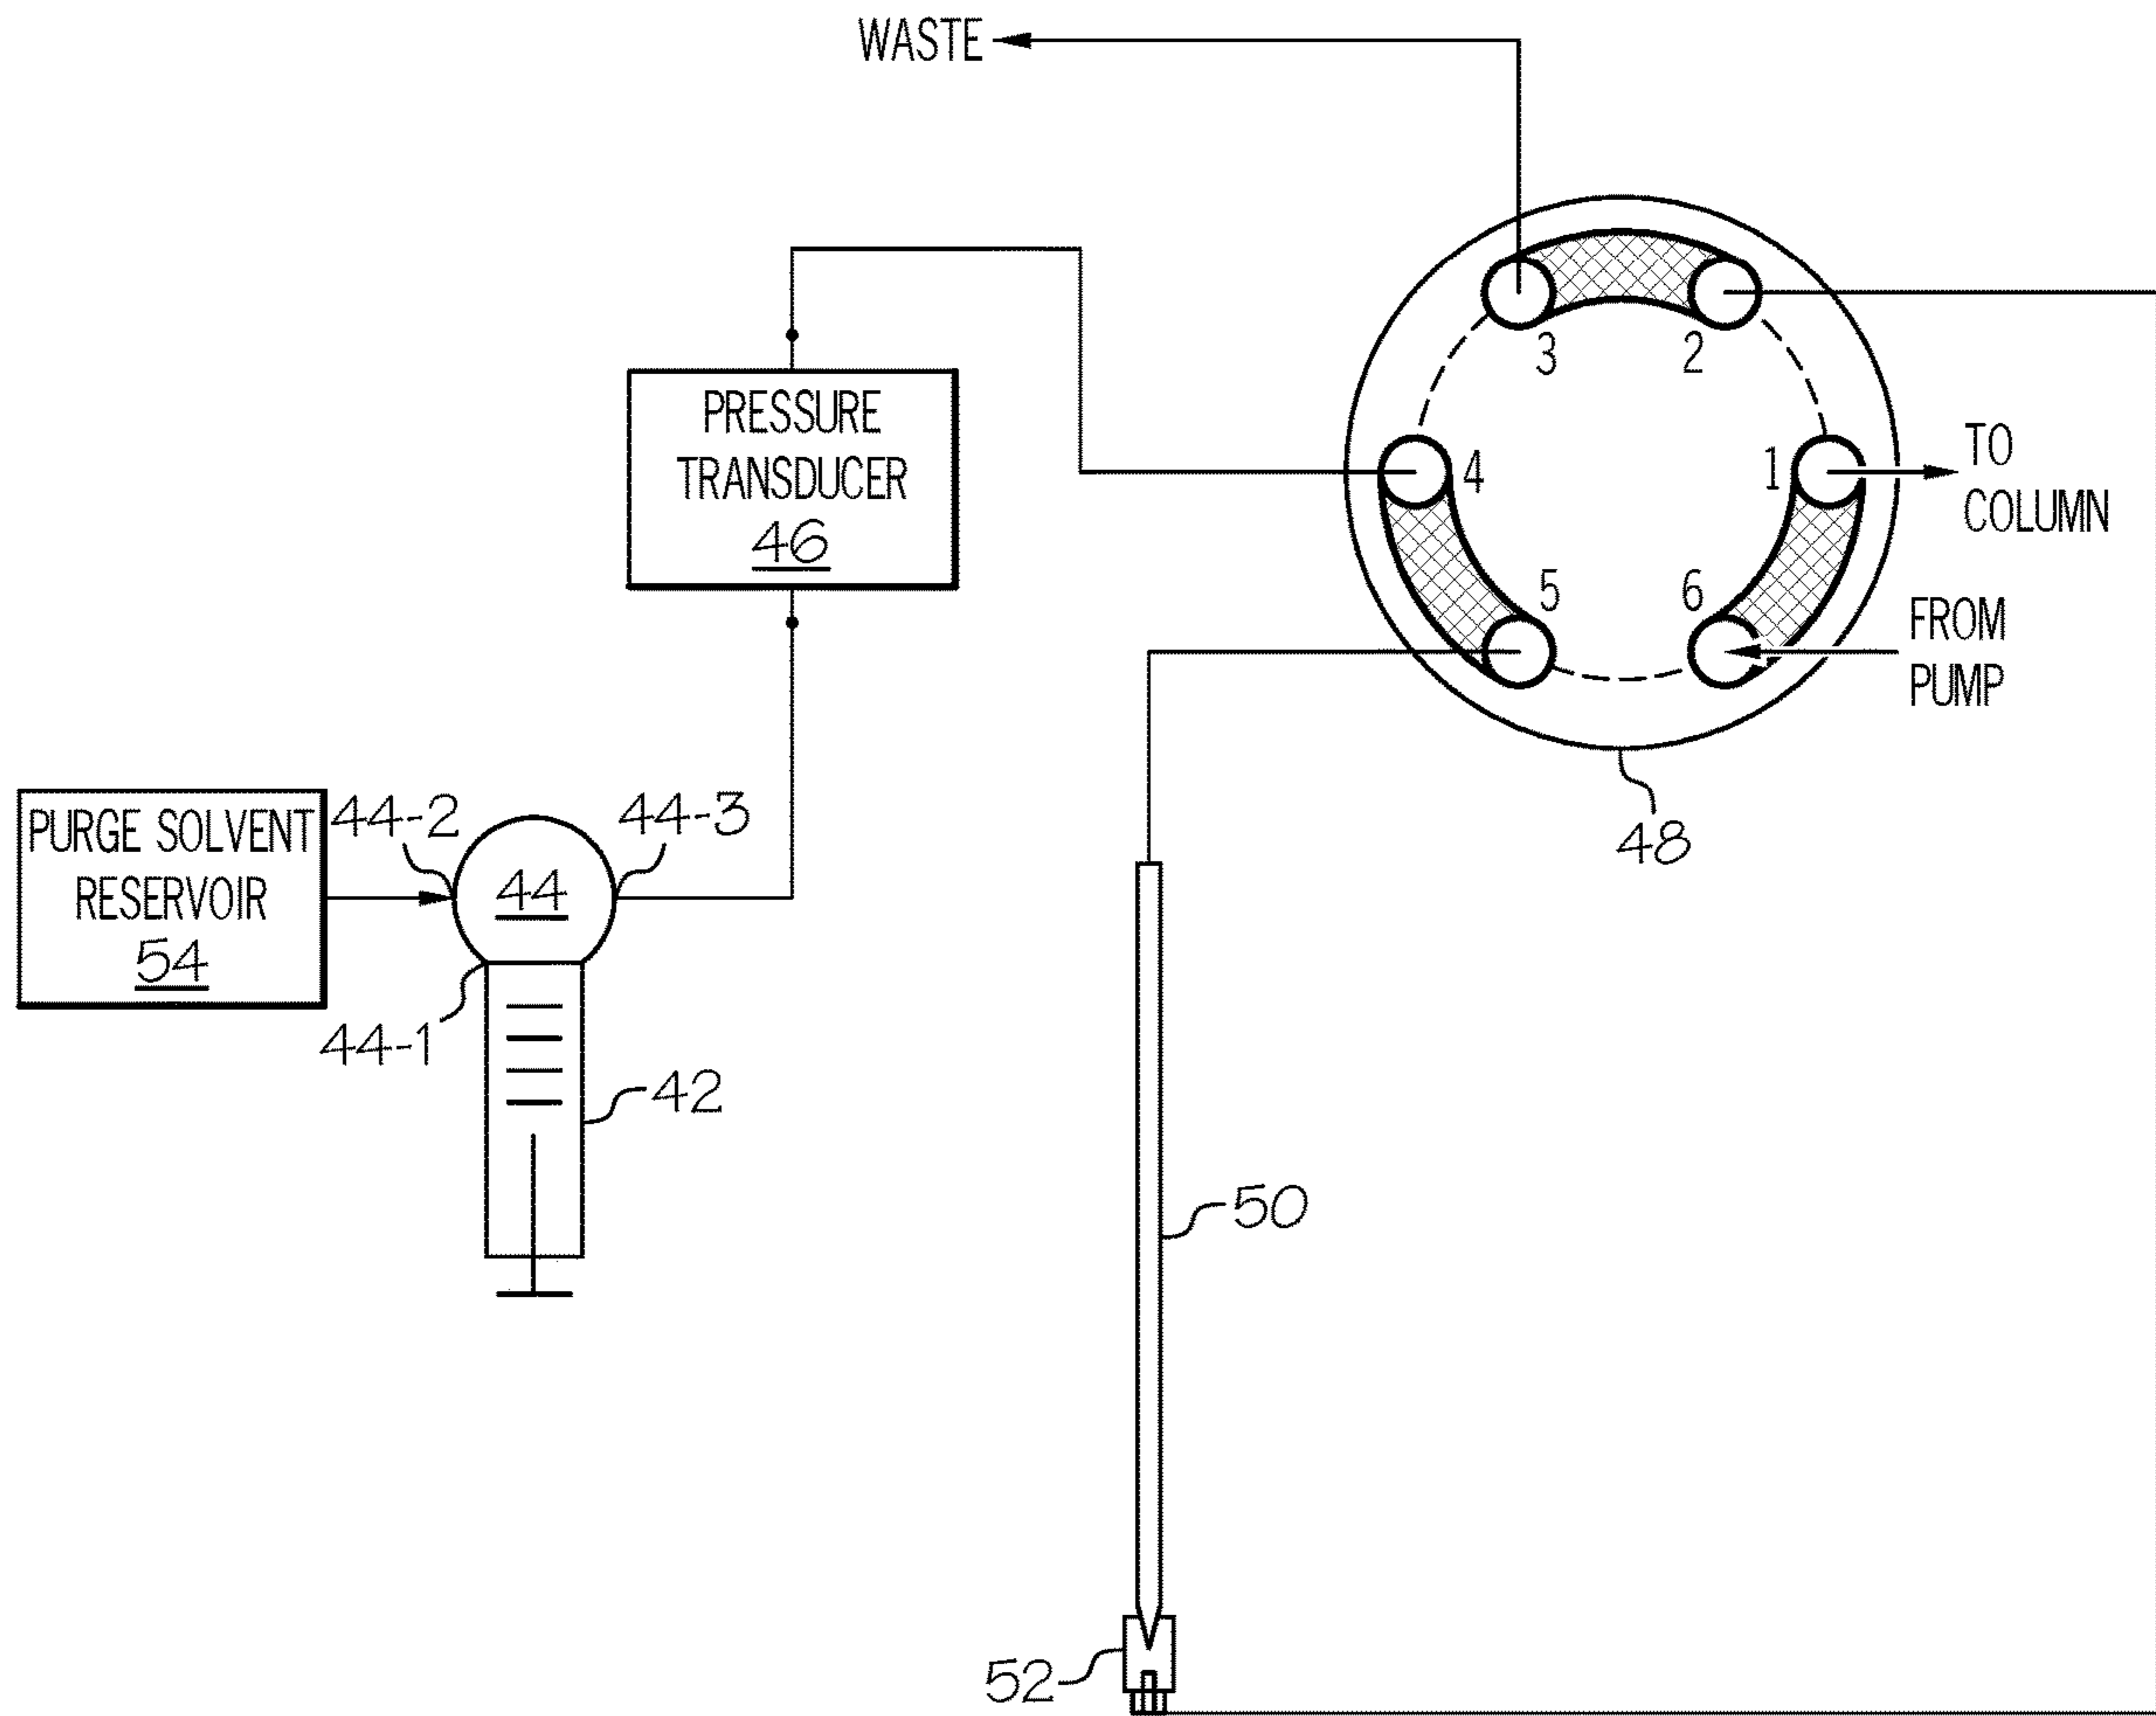 WASTE
3
2
PRESSURE
TRANSDUCER
46
4
1
TO
COLUMN
5
6
FROM
PUMP
PURGE SOLVENT
RESERVOIR
54
44-2
44
44-3
48
44-1
42
50
52